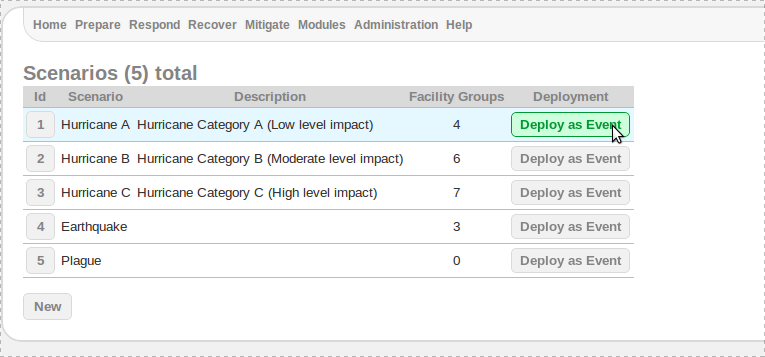 Home Prepare Respond Recover Mitigate Modules Administration Help
Scenarios (5) total
Id Scenario Description Facility Groups Deployment
1 Hurricane A Hurricane Category A (Low level impact) 4 Deploy as Event
2 Hurricane B Hurricane Category B (Moderate level impact) 6 Deploy as Event
3 Hurricane C Hurricane Category C (High level impact) 7 Deploy as Event
4 Earthquake 3 Deploy as Event
5 Plague 0 Deploy as Event
New